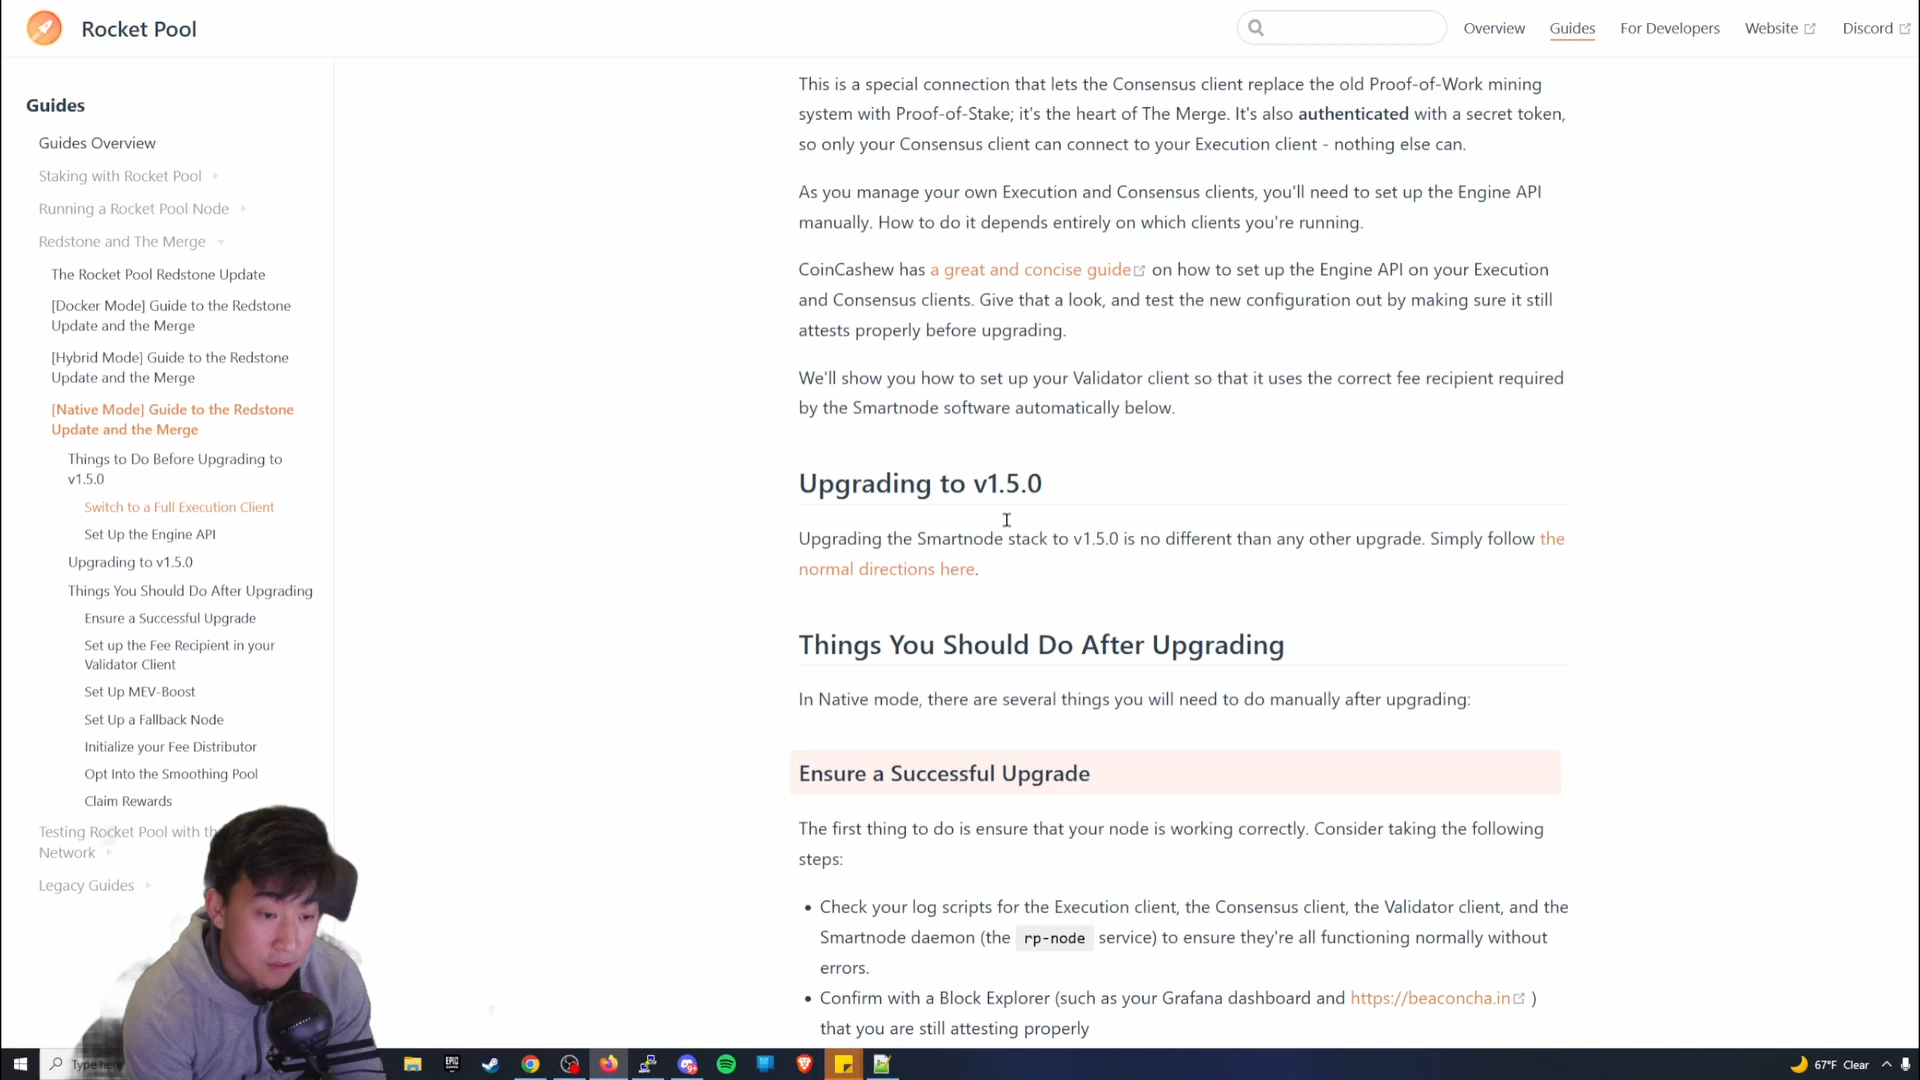 Rocket Pool
Overview
Guides
For Developers
Website
Discord
Guides
Guides Overview
Staking with Rocket Pool
Running a Rocket Pool Node
Redstone and The Merge
The Rocket Pool Redstone Update
[Docker Mode] Guide to the Redstone
Update and the Merge
[Hybrid Mode] Guide to the Redstone
Update and the Merge
[Native Mode] Guide to the Redstone
Update and the Merge
Things to Do Before Upgrading to
v1.5.0
Switch to a Full Execution Client
Set Up the Engine API
Upgrading to v1.5.0
Things You Should Do After Upgrading
Ensure a Successful Upgrade
Set up the Fee Recipient in your
Validator Client
Set Up MEV-Boost
Set Up a Fallback Node
Initialize your Fee Distributor
Opt Into the Smoothing Pool
Claim Rewards
Testing Rocket Pool with th
Network
Legacy Guides
This is a special connection that lets the Consensus client replace the old Proof-of-Work mining
system with Proof-of-Stake; it's the heart of The Merge. It's also authenticated with a secret token,
so only your Consensus client can connect to your Execution client - nothing else can.
As you manage your own Execution and Consensus clients, you'll need to set up the Engine API
manually. How to do it depends entirely on which clients you're running.
CoinCashew has a great and concise guide on how to set up the Engine API on your Execution
and Consensus clients. Give that a look, and test the new configuration out by making sure it still
attests properly before upgrading.
We'll show you how to set up your Validator client so that it uses the correct fee recipient required
by the Smartnode software automatically below.
Upgrading to v1.5.0
Upgrading the Smartnode stack to v1.5.0 is no different than any other upgrade. Simply follow the
normal directions here.
Things You Should Do After Upgrading
In Native mode, there are several things you will need to do manually after upgrading:
Ensure a Successful Upgrade
The first thing to do is ensure that your node is working correctly. Consider taking the following
steps:
• Check your log scripts for the Execution client, the Consensus client, the Validator client, and the
Smartnode daemon (the rp-node service) to ensure they're all functioning normally without
errors.
• Confirm with a Block Explorer (such as your Grafana dashboard and https://beaconcha.in )
that you are still attesting properly
Type here
EPIC
67°F Clear